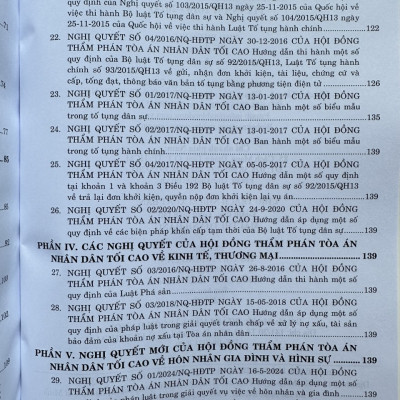 quy định của Nghị quyết số 103/2015/QH13 ngày 25-11-2015 của Quốc hội về
việc thi hành Bộ luật Tố tụng dân sự và Nghị quyết số 104/2015/QH13 ngày
25-11-2015 của Quốc hội về việc thi hành Luật Tố tụng hành chính 122
22. NGHỊ QUYẾT SỐ 04/2016/NQ-HĐTP NGÀY 30-12-2016 CỦA HỘI ĐỒNG
THẨM PHÁN TÒA ÁN NHÂN DÂN TỐI CAO Hướng dẫn thi hành một số
quy định của Bộ luật Tố tụng dân sự số 92/2015/QH13, Luật Tố tụng hành
chính số 93/2015/QH13 về gửi, nhận đơn khởi kiện, tài liệu, chứng cứ và
cấp, tống đạt, thông báo văn bản tố tụng bằng phương tiện điện tử 126
23. NGHỊ QUYẾT SỐ 01/2017/NQ-HĐTP NGÀY 13-01-2017 CỦA HỘI ĐỒNG
THẨM PHÁN TÒA ÁN NHÂN DÂN TỐI CAO Ban hành một số biểu mẫu
trong tố tụng dân sự 135
24. NGHỊ QUYẾT SỐ 02/2017/NQ-HĐTP NGÀY 13-01-2017 CỦA HỘI ĐỒNG
THẨM PHÁN TÒA ÁN NHÂN DÂN TỐI CAO Ban hành một số biểu mẫu
trong tố tụng hành chính. 139
25. NGHỊ QUYẾT SỐ 04/2017/NQ-HĐTP NGÀY 05-05-2017 CỦA HỘI ĐỒNG
THẨM PHÁN TÒA ÁN NHÂN DÂN TỐI CAO Hướng dẫn một số quy định
tại khoản 1 và khoản 3 Điều 192 Bộ luật Tố tụng dân sự số 92/2015/QH13
về trả lại đơn khởi kiện, quyền nộp đơn khởi kiện lại vụ án 139
26. NGHỊ QUYẾT SỐ 02/2020/NQ-HĐTP NGÀY 24-9-2020 CỦA HỘI ĐỒNG
THẨM PHÁN TÒA ÁN NHÂN DÂN TỐI CAO Hướng dẫn áp dụng một số
quy định về các biện pháp khẩn cấp tạm thời của Bộ luật Tố tụng dân sự 139
PHẦN IV. CÁC NGHỊ QUYẾT CỦA HỘI ĐỒNG THẨM PHÁN TÒA ÁN
NHÂN DÂN TỐI CAO VỀ KINH TẾ, THƯƠNG MẠI 139
27. NGHỊ QUYẾT SỐ 03/2016/NQ-HĐTP NGÀY 26-8-2016 CỦA HỘI ĐỒNG
THẨM PHÁN TÒA ÁN NHÂN DÂN TỐI CAO Hướng dẫn thi hành một số
quy định của Luật Phá sản 139
28. NGHỊ QUYẾT SỐ 03/2018/NQ-HĐTP NGÀY 15-05-2018 CỦA HỘI ĐỒNG
THẨM PHÁN TÒA ÁN NHÂN DÂN TỐI CAO Hướng dẫn áp dụng một số
quy định của pháp luật trong giải quyết tranh chấp về xử lý nợ xấu, tài sản
bảo đảm của khoản nợ xấu tại Tòa án nhân dân 139
PHẦN V. NGHỊ QUYẾT MỚI CỦA HỘI ĐỒNG THẨM PHÁN TÒA ÁN
NHÂN DÂN TỐI CAO VỀ HÔN NHÂN GIA ĐÌNH VÀ HÌNH SỰ 139
29. NGHỊ QUYẾT SỐ 01/2024/NQ-HĐTP NGÀY 16-5-2024 CỦA HỘI ĐỒNG
THẨM PHÁN TÒA ÁN NHÂN DÂN TỐI CAO Hướng dẫn áp dụng một số
pháp luật trong giải quyết vụ việc về hôn nhân và gia đình